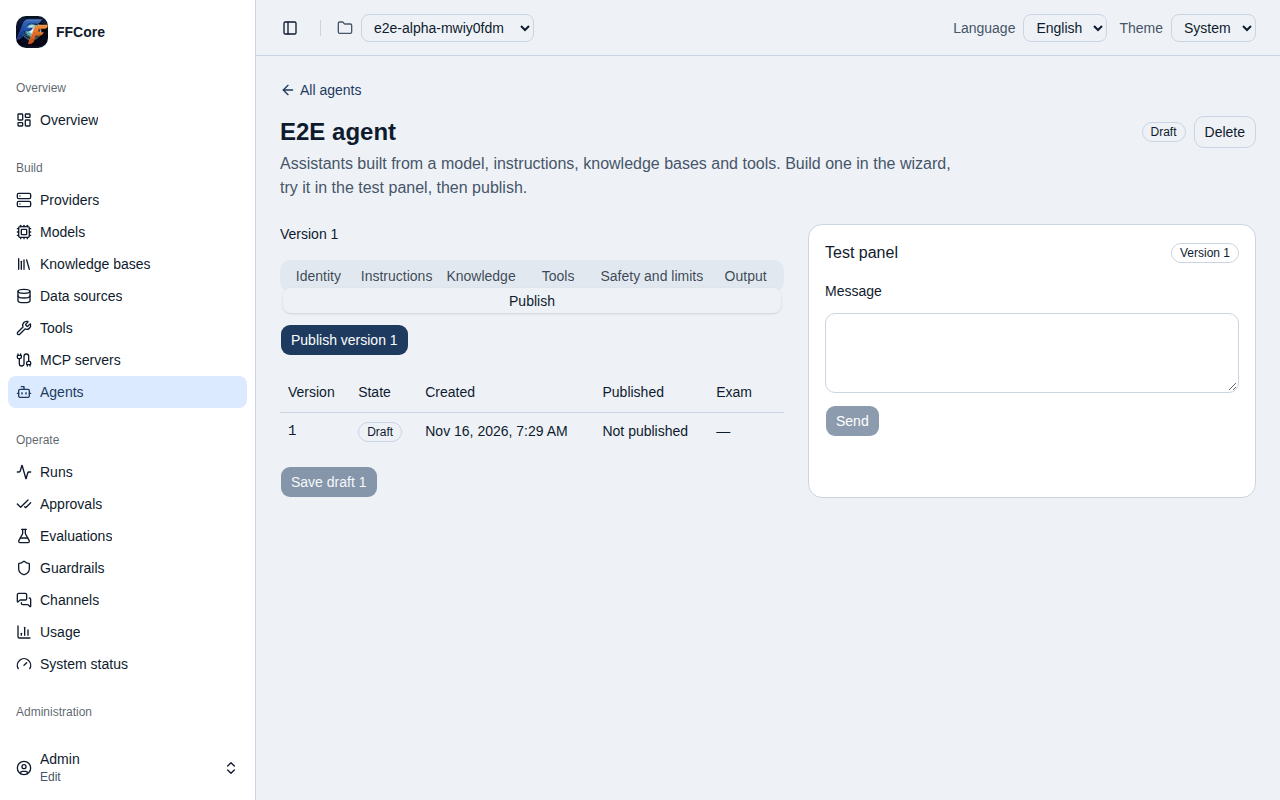 FFCore
Overview
Overview
Build
Providers
Models
Knowledge bases
Data sources
Tools
MCP servers
Agents
Operate
Runs
Approvals
Evaluations
Guardrails
Channels
Usage
System status
Administration
Admin
Edit
e2e-alpha-mwiy0fdm
Language English Theme System
All agents
E2E agent
Draft Delete
Assistants built from a model, instructions, knowledge bases and tools. Build one in the wizard,
try it in the test panel, then publish.
Version 1
Identity Instructions Knowledge Tools Safety and limits Output
Publish
Publish version 1
Version State Created Published Exam
1 Draft Nov 16, 2026, 7:29 AM Not published —
Save draft 1
Test panel Version 1
Message
Send